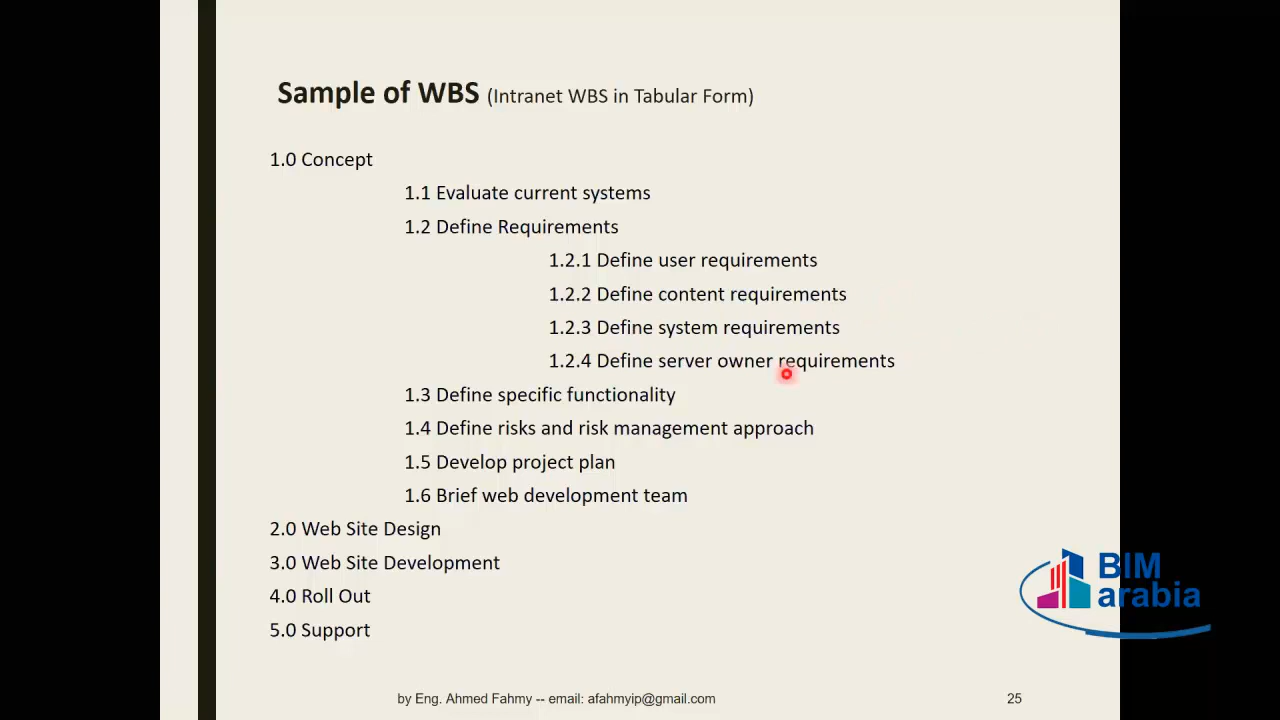 Sample of WBS (Intranet WBS in Tabular Form)
1.0 Concept
1.1 Evaluate current systems
1.2 Define Requirements
1.2.1 Define user requirements
1.2.2 Define content requirements
1.2.3 Define system requirements
1.2.4 Define server owner requirements
1.3 Define specific functionality
1.4 Define risks and risk management approach
1.5 Develop project plan
1.6 Brief web development team
2.0 Web Site Design
3.0 Web Site Development
4.0 Roll Out
5.0 Support
BIM
arabia
by Eng. Ahmed Fahmy -- email: afahmyip@gmail.com
25